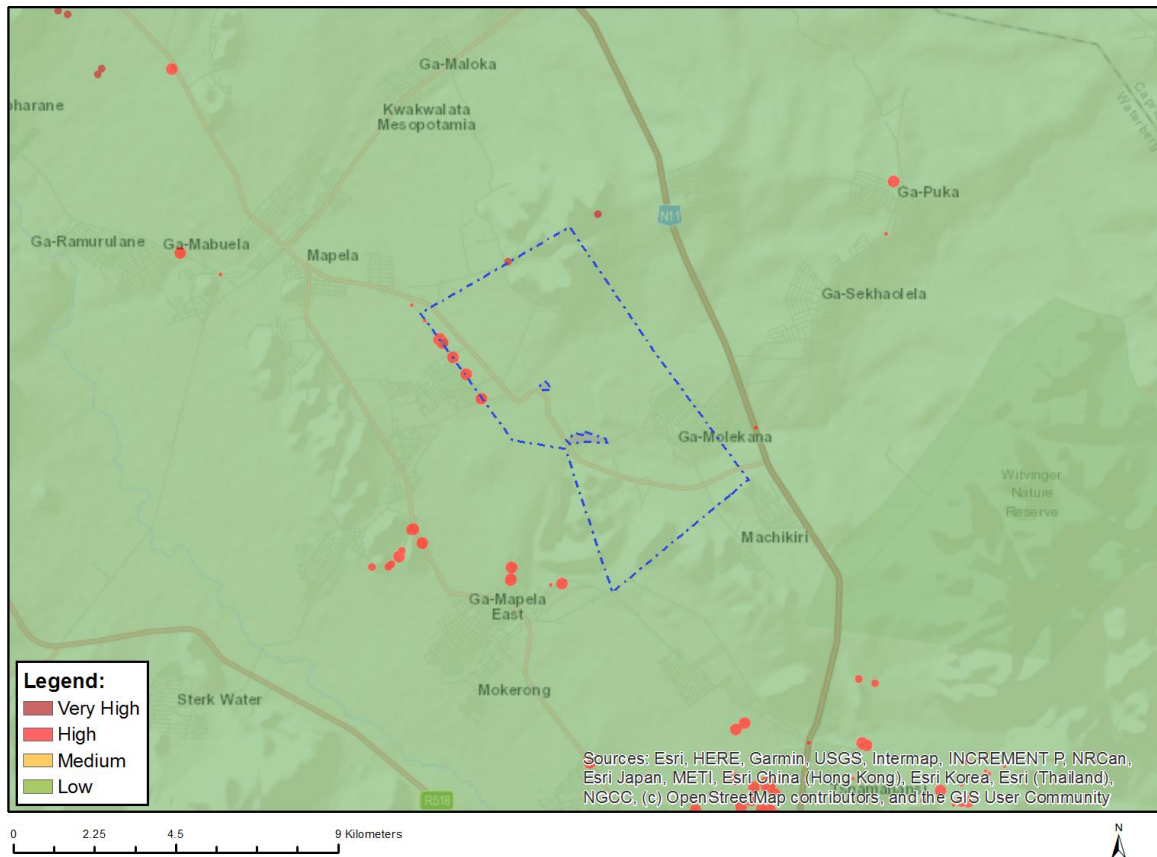 Ga-Maloka
Kwakwalata
Mesopotamia
Ga-Puka
N11
Ga-Ramurulane
Ga-Mabuela
Mapela
Ga-Sekhaolela
Ga-Molekana
Witvinger
Nature
Reserve
Machikiri
Ga-Mapela
East
Mokerong
Sterk Water
R518
Legend:
Very High
High
Medium
Low
Sources: Esri, HERE, Garmin, USGS, Intermap, INCREMENT P, NRCan,
Esri Japan, METI, Esri China (Hong Kong), Esri Korea, Esri (Thailand),
NGCC, (c) OpenStreetMap contributors, and the GIS User Community
0 2.25 4.5 9 Kilometers
N